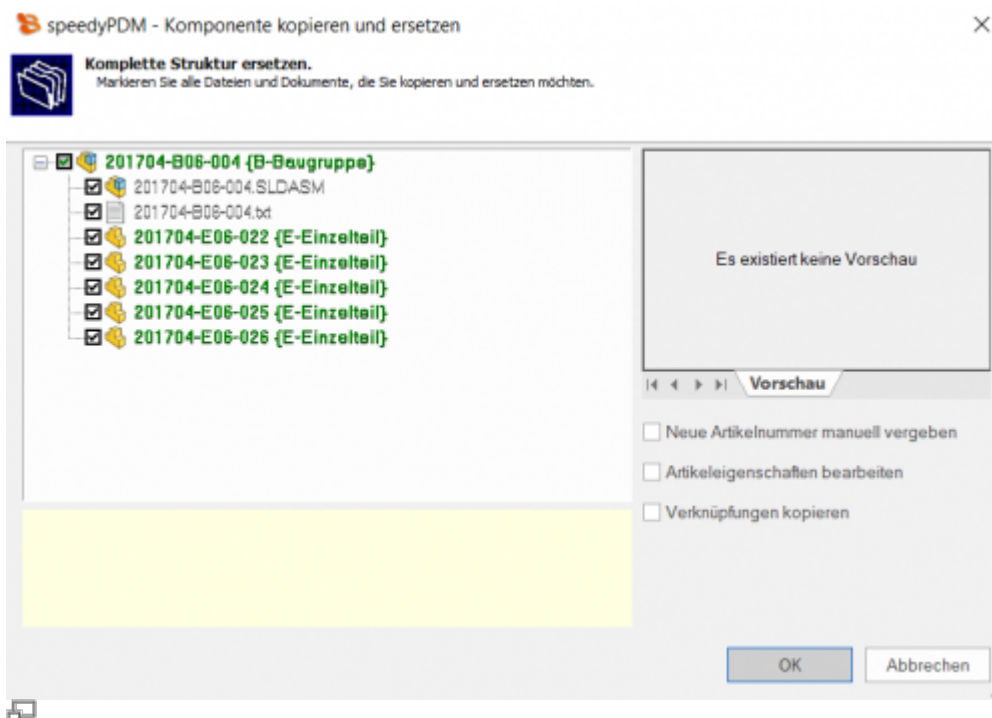 speedyPDM - Komponente kopieren und ersetzen
Komplette Struktur ersetzen.
Markieren Sie alle Dateien und Dokumente, die Sie kopieren und ersetzen möchten.
201704-B06-004 {B-Baugruppe}
201704-B06-004.SLDASM
201704-B06-004.txt
201704-E06-022 {E-Einzelteil}
201704-E06-023 {E-Einzelteil}
201704-E06-024 {E-Einzelteil}
201704-E06-025 {E-Einzelteil}
201704-E06-026 {E-Einzelteil}
Es existiert keine Vorschau
Vorschau
Neue Artikelnummer manuell vergeben
Artikeleigenschaften bearbeiten
Verknüpfungen kopieren
OK
Abbrechen